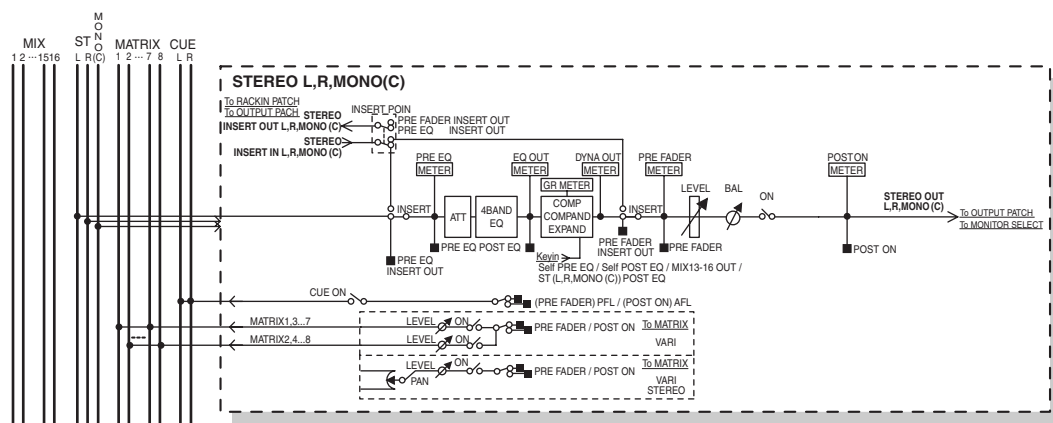 MIX
1 2 ··· 15 16
ST
L R
MONO
(C)
MATRIX
1 2 ··· 7 8
CUE
L R
STEREO L,R,MONO(C)
To RACKIN PATCH
To OUTPUT PACH
STEREO
INSERT OUT L,R,MONO (C)
STEREO
INSERT IN L,R,MONO (C)
INSERT POIN
PRE FADER INSERT OUT
PRE EQ INSERT OUT
PRE EQ
METER
EQ OUT
METER
DYNA OUT
METER
PRE FADER
METER
POST ON
METER
GR METER
LEVEL
BAL
ON
INSERT
ATT
4BAND
EQ
COMP
COMPAND
EXPAND
INSERT
STEREO OUT
L,R,MONO (C)
To OUTPUT PATCH
To MONITOR SELECT
PRE EQ
INSERT OUT
PRE EQ
POST EQ
PRE FADER
INSERT OUT
PRE FADER
POST ON
Keyin
Self PRE EQ / Self POST EQ / MIX13-16 OUT /
ST (L,R,MONO (C)) POST EQ
CUE ON
(PRE FADER) PFL / (POST ON) AFL
MATRIX1,3...7
LEVEL
ON
PRE FADER / POST ON
To MATRIX
MATRIX2,4...8
LEVEL
ON
VARI
LEVEL
ON
PAN
PRE FADER / POST ON
To MATRIX
VARI
STEREO